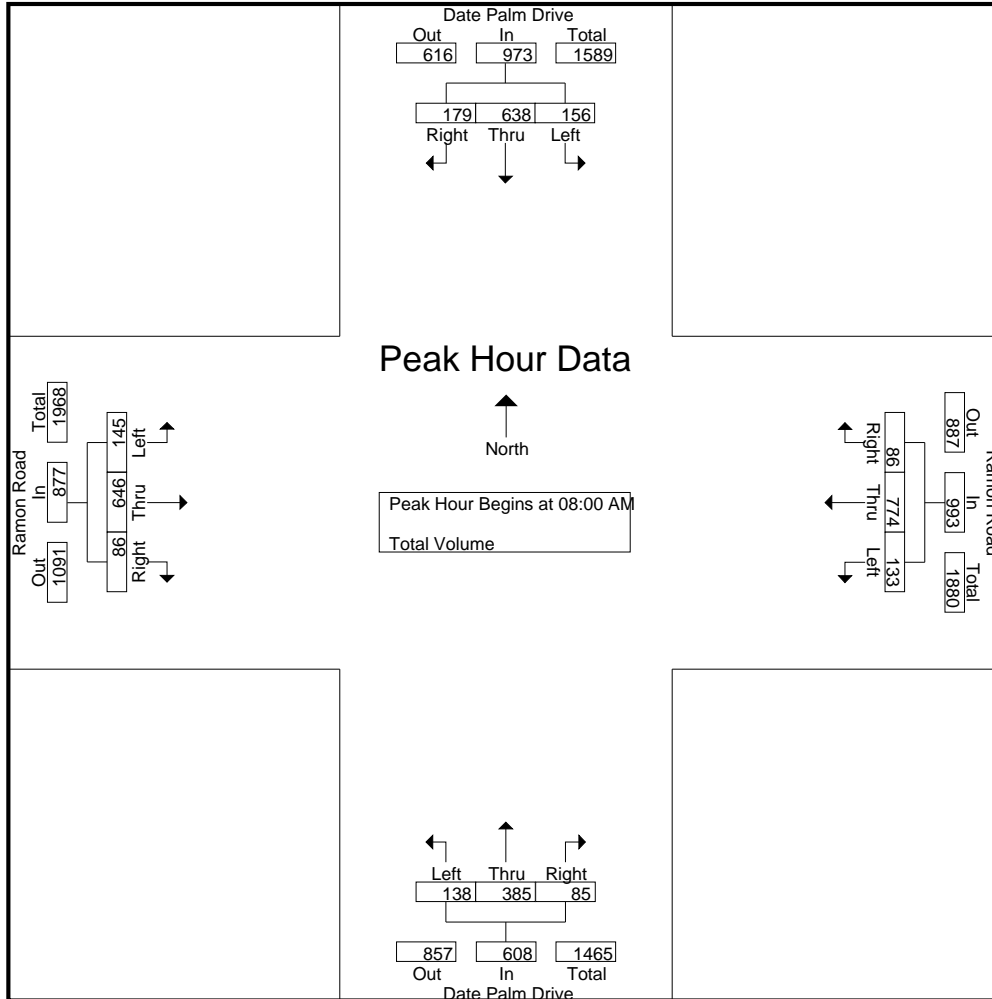 Date Palm Drive
Out In Total
616 973 1589
179 638 156
Right Thru Left
Peak Hour Data
North
Peak Hour Begins at 08:00 AM
Total Volume
Ramon Road
Total In Out
1968 877 1091
145 646 86
Left Thru Right
Ramon Road
Out In Total
887 993 1880
86 774 133
Right Thru Left
Left Thru Right
138 385 85
857 608 1465
Out In Total
Date Palm Drive